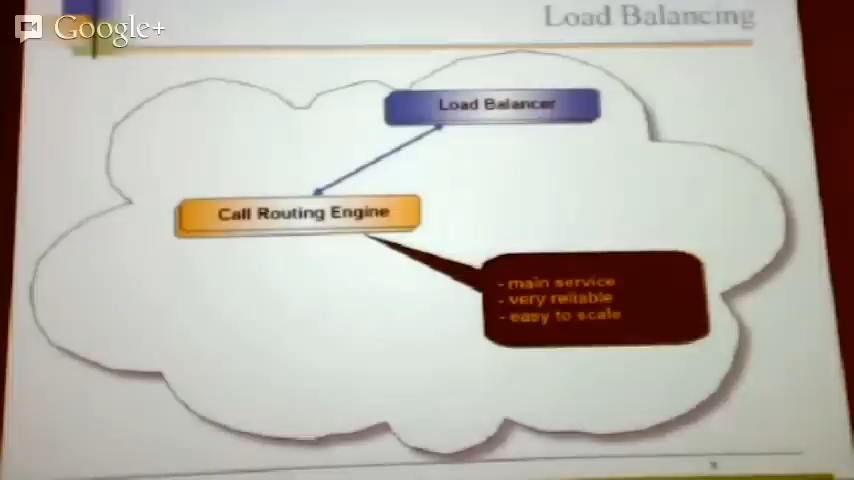 Google+
Load Balancing
Load Balancer
Call Routing Engine
- main service
- very reliable
- easy to scale